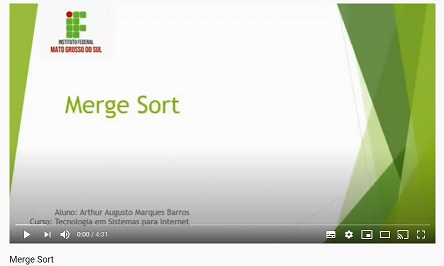 INSTITUTO FEDERAL
MATO GROSSO DO SUL
Merge Sort
Aluno: Arthur Augusto Marques Barros
Curso: Tecnologia em Sistemas para Internet
0:00 / 4:31
Merge Sort